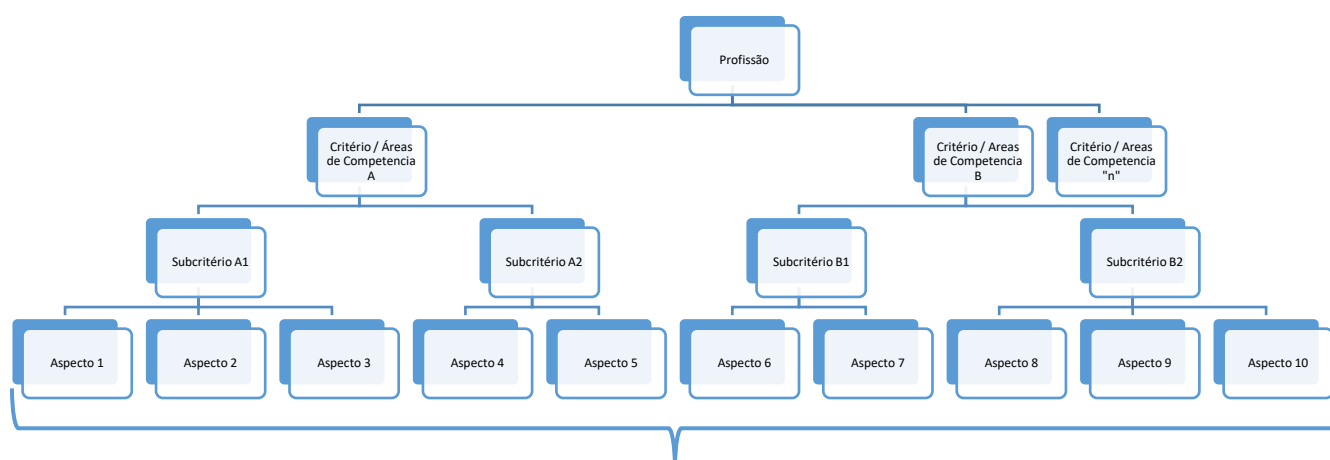 Profissão
Critério / Áreas
de Competencia
A
Critério / Areas
de Competencia
B
Critério / Areas
de Competencia
"n"
Subcritério A1
Subcritério A2
Subcritério B1
Subcritério B2
Aspecto 1
Aspecto 2
Aspecto 3
Aspecto 4
Aspecto 5
Aspecto 6
Aspecto 7
Aspecto 8
Aspecto 9
Aspecto 10